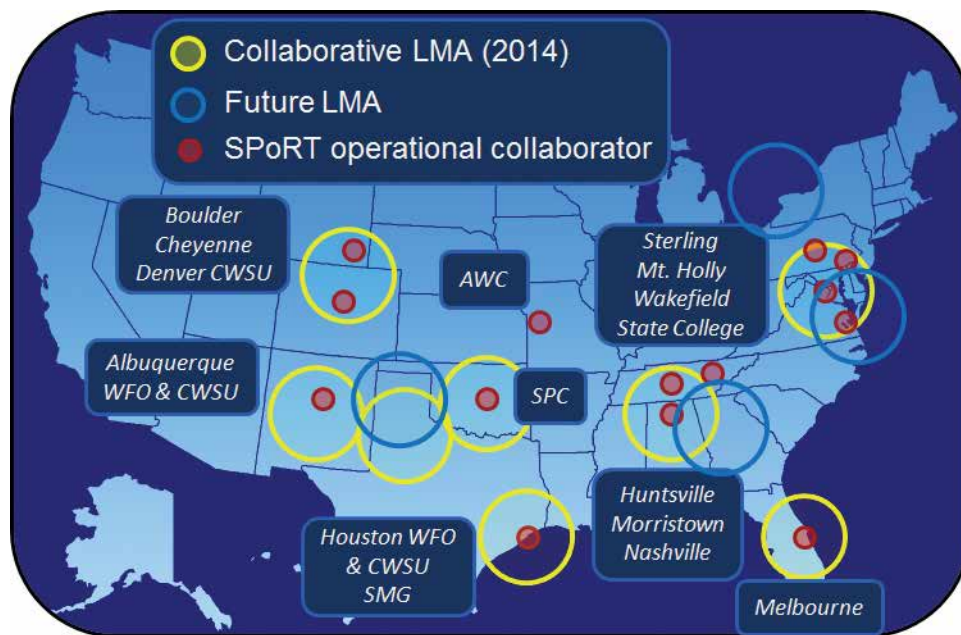 Collaborative LMA (2014)
Future LMA
SPoRT operational collaborator
Boulder
Cheyenne
Denver CWSU
AWC
Sterling
Mt. Holly
Wakefield
State College
Albuquerque
WFO & CWSU
SPC
Houston WFO
& CWSU
SMG
Huntsville
Morristown
Nashville
Melbourne